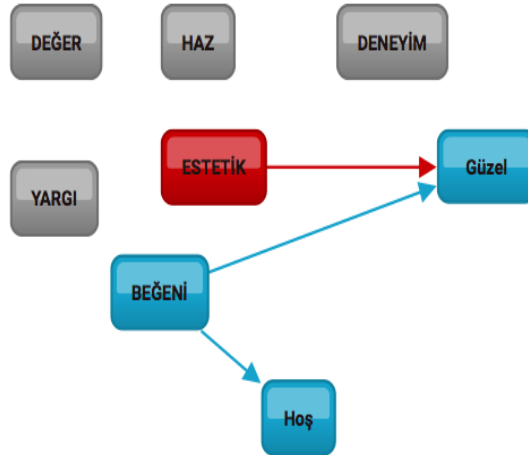 DEĞER
HAZ
DENEYİM
ESTETİK
Güzel
YARGI
BEĞENİ
Hoş